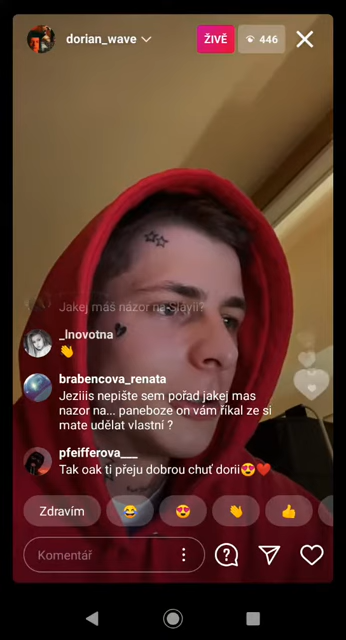 dorian_wave
ŽIVĚ
446
Jakej máš názor na Slayii?
_lnovotna
👋
brabencova_renata
Jeziiis nepište sem pořad jakej mas
nazor na... paneboze on vám říkal ze si
mate udělat vlastní ?
pfeifferova___
Tak oak ti přeju dobrou chuť dorii😍❤️
Zdravím
😂
😍
👋
👍
Komentář